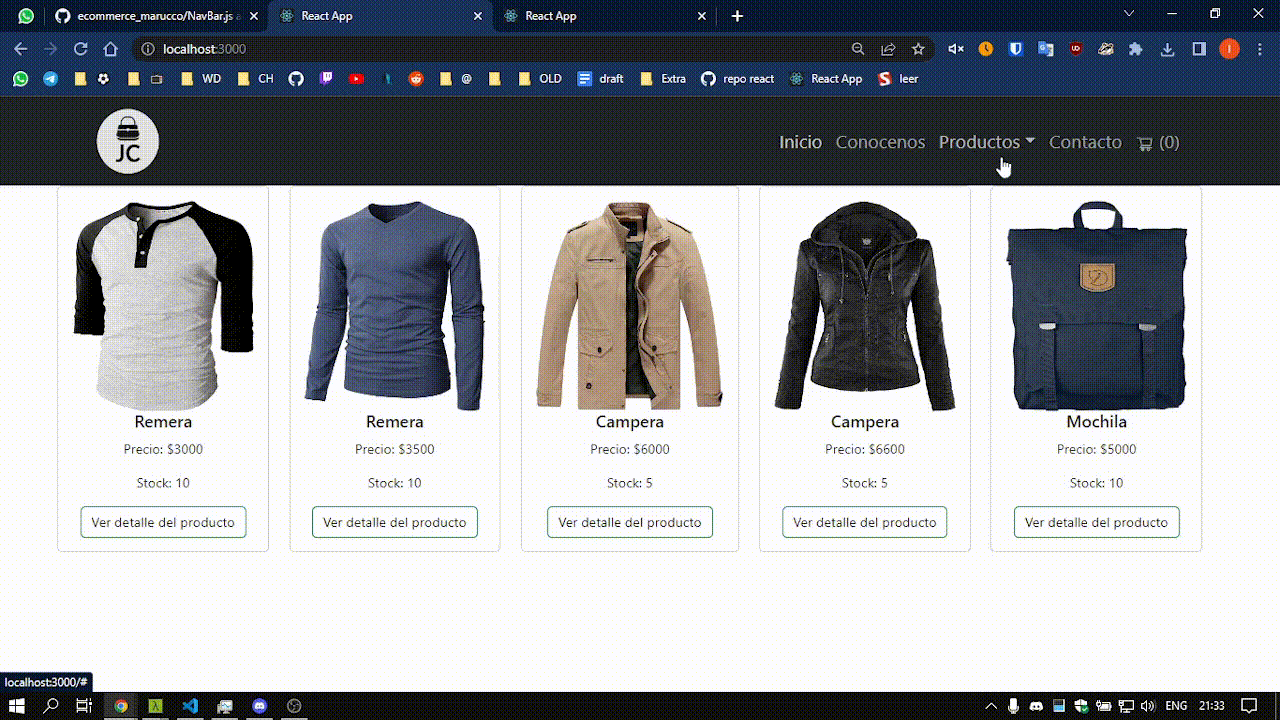 ecommerce_marucco/NavBar.js a
React App
React App
localhost:3000
WD
CH
@
OLD
draft
Extra
repo react
React App
leer
JC
Inicio
Conocenos
Productos
Contacto
(0)
Remera
Precio: $3000
Stock: 10
Ver detalle del producto
Remera
Precio: $3500
Stock: 10
Ver detalle del producto
Campera
Precio: $6000
Stock: 5
Ver detalle del producto
Campera
Precio: $6600
Stock: 5
Ver detalle del producto
Mochila
Precio: $5000
Stock: 10
Ver detalle del producto
localhost:3000/#
ENG
21:33